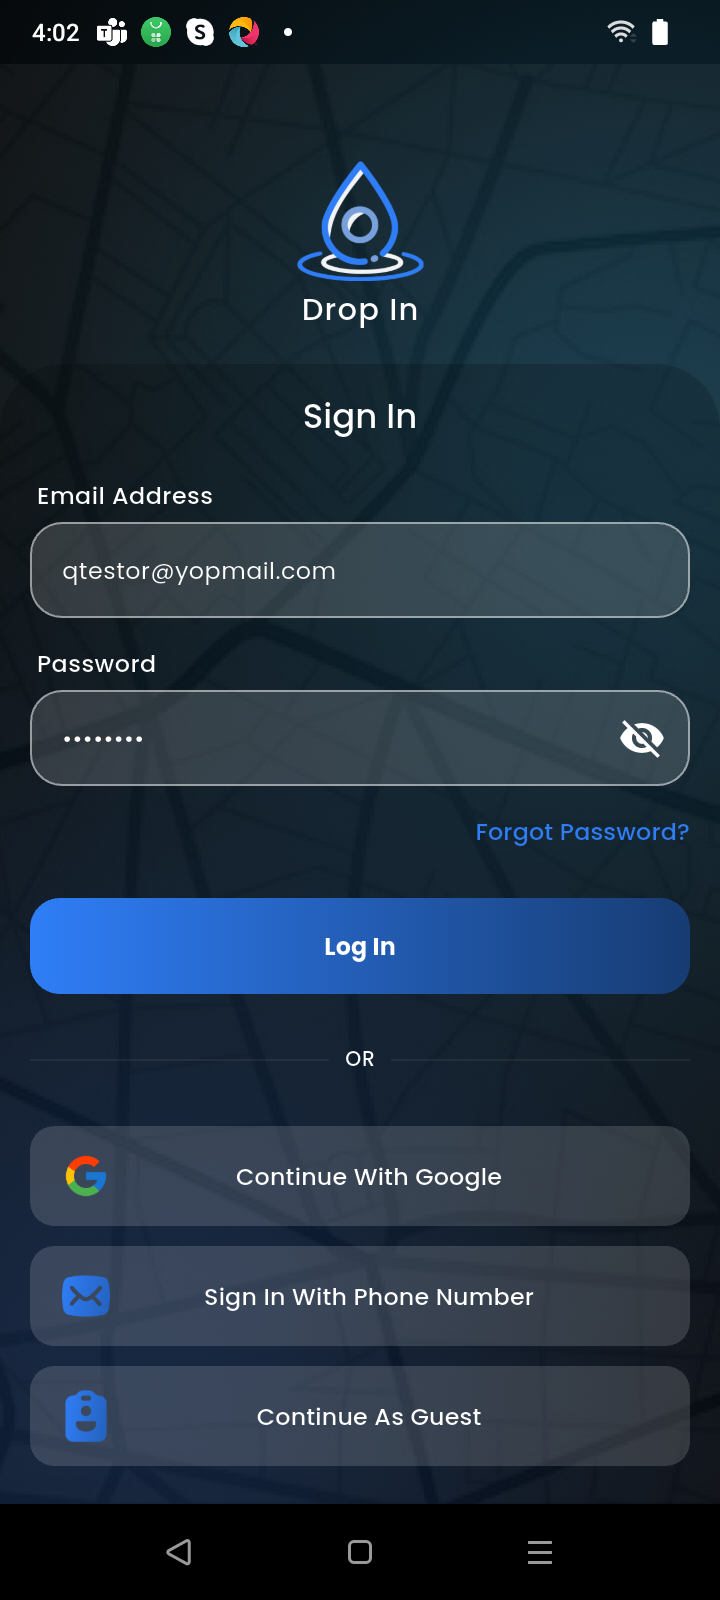 4:02
Drop In
Sign In
Email Address
qtestor@yopmail.com
Password
••••••••
Forgot Password?
Log In
OR
Continue With Google
Sign In With Phone Number
Continue As Guest